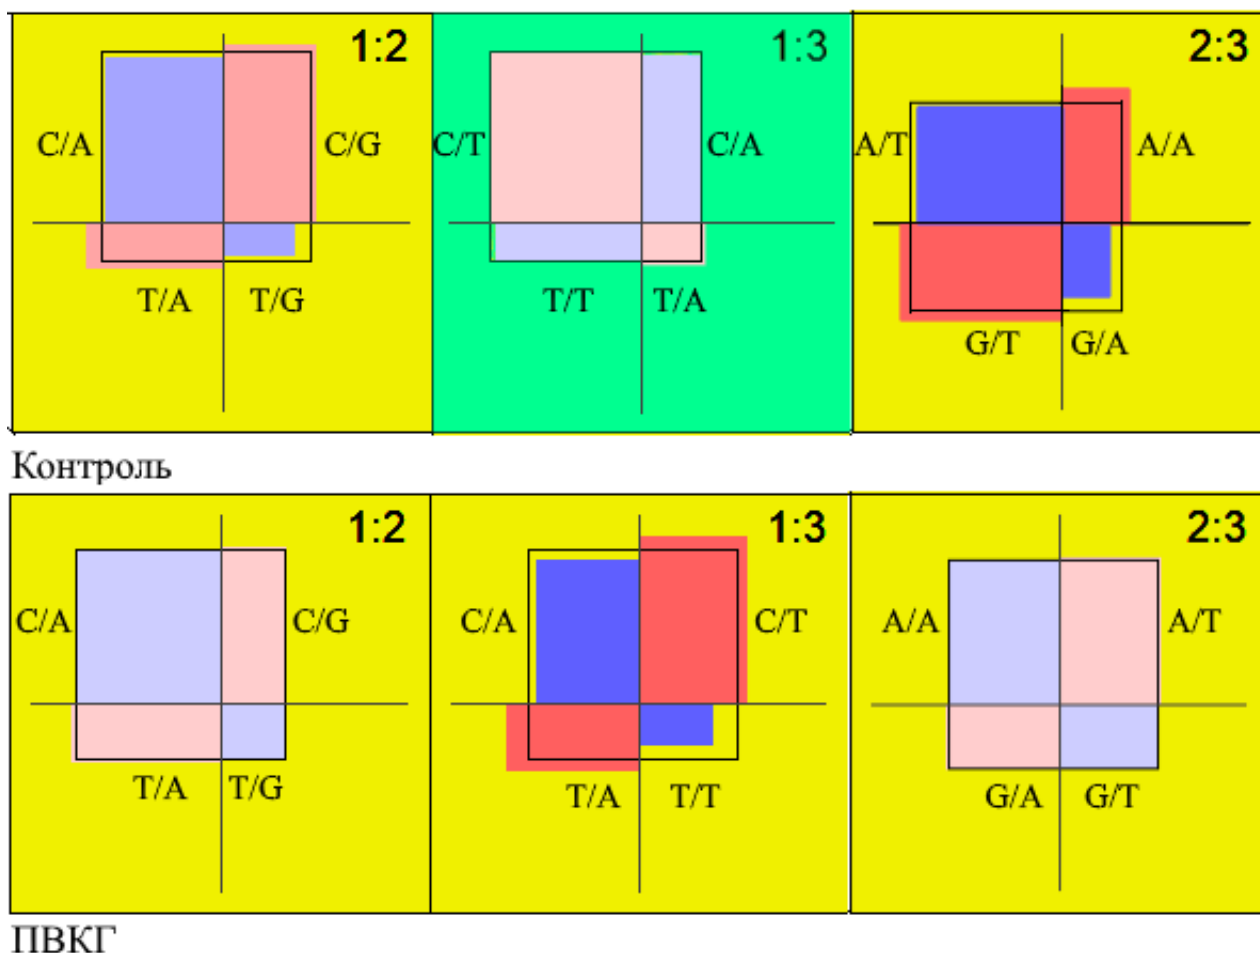 1:2 1:3 2:3
C/A C/G C/T C/A A/T A/A
T/A T/G T/T T/A G/T G/A
Контроль
1:2 1:3 2:3
C/A C/G C/A C/T A/A A/T
T/A T/G T/A T/T G/A G/T
ПВКГ